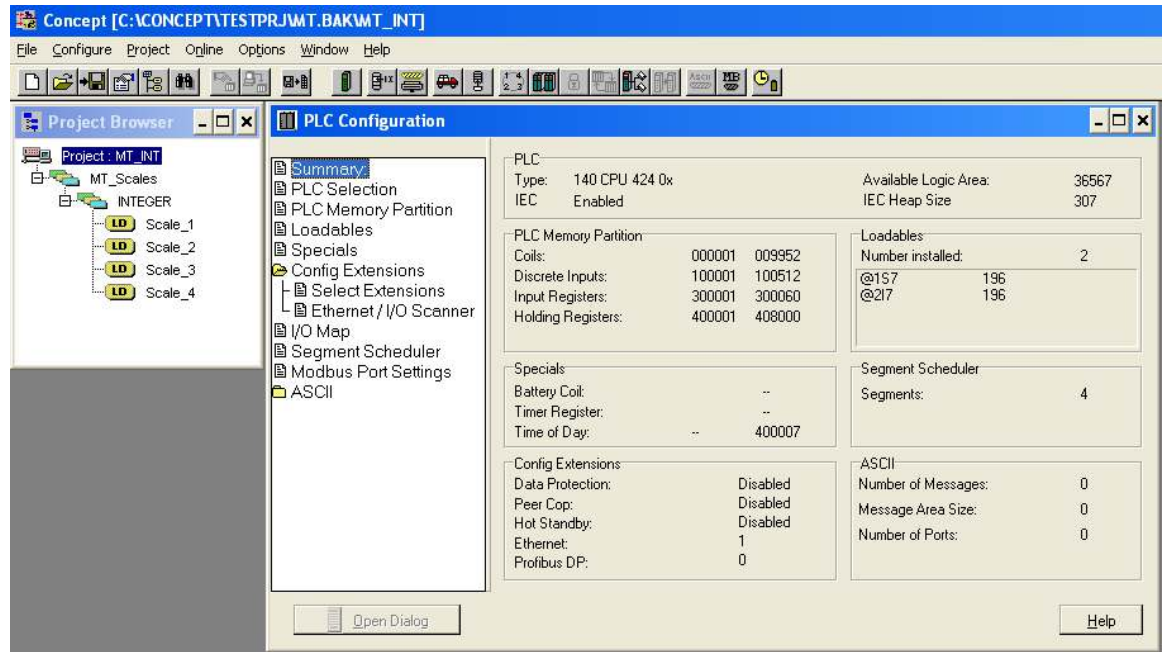 Concept [C:\CONCEPT\TESTPRJ\MT.BAK\MT_INT]
File Configure Project Online Options Window Help
Project Browser
Project : MT_INT
MT_Scales
INTEGER
LD Scale_1
LD Scale_2
LD Scale_3
LD Scale_4
PLC Configuration
Summary:
PLC Selection
PLC Memory Partition
Loadables
Specials
Config Extensions
Select Extensions
Ethernet / I/O Scanner
I/O Map
Segment Scheduler
Modbus Port Settings
ASCII
PLC
Type: 140 CPU 424 0x
IEC Enabled
Available Logic Area: 36567
IEC Heap Size 307
PLC Memory Partition
Coils: 000001 009952
Discrete Inputs: 100001 100512
Input Registers: 300001 300060
Holding Registers: 400001 408000
Loadables
Number installed: 2
@1S7 196
@2I7 196
Specials
Battery Coil: --
Timer Register: --
Time of Day: -- 400007
Segment Scheduler
Segments: 4
Config Extensions
Data Protection: Disabled
Peer Cop: Disabled
Hot Standby: Disabled
Ethernet: 1
Profibus DP: 0
ASCII
Number of Messages: 0
Message Area Size: 0
Number of Ports: 0
Open Dialog
Help